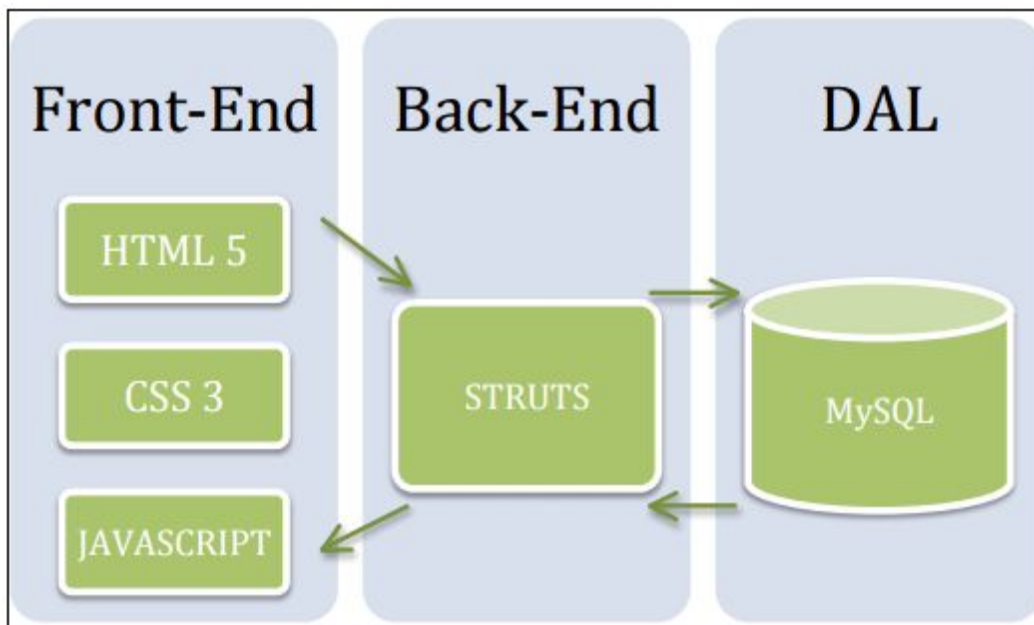 Front-End
HTML 5
CSS 3
JAVASCRIPT
Back-End
STRUTS
DAL
MySQL